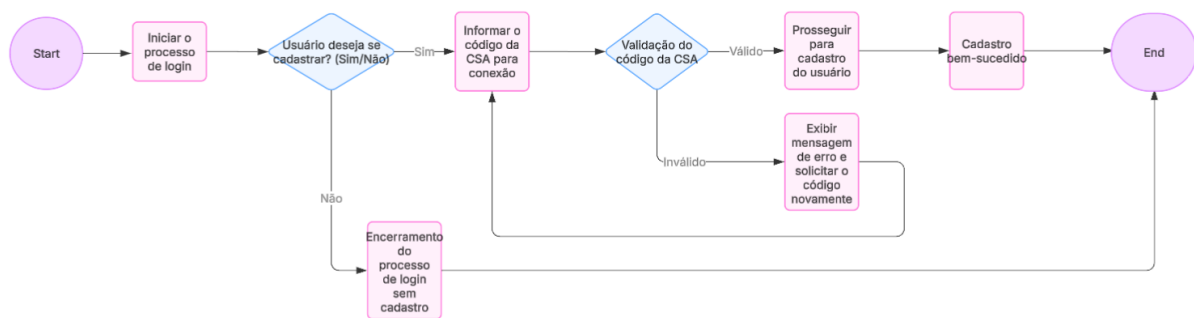 Start
Iniciar o
processo
de login
Usuário deseja se
cadastrar? (Sim/Não)
Sim
Informar o
código da
CSA para
conexão
Validação do
código da CSA
Válido
Prosseguir
para
cadastro
do usuário
Cadastro
bem-sucedido
End
Inválido
Exibir
mensagem
de erro e
solicitar o
código
novamente
Não
Encerramento
do
processo
de login
sem
cadastro